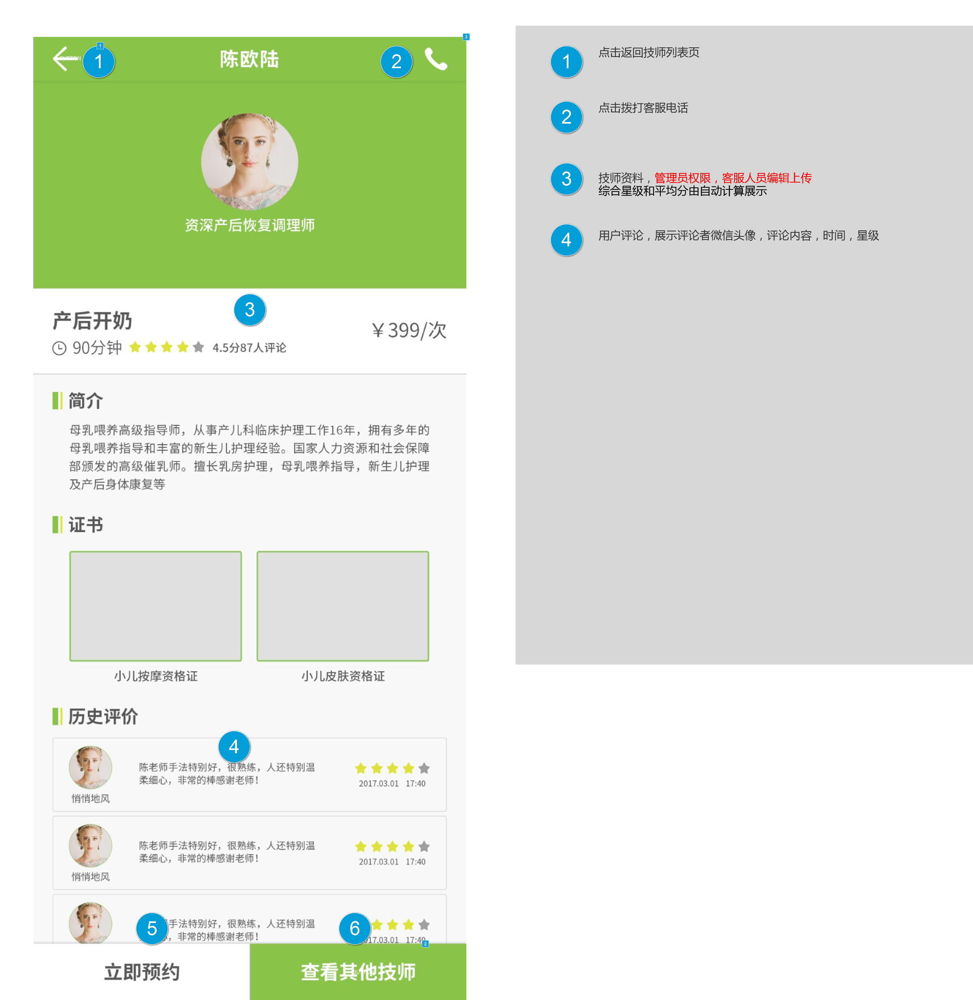 BUTTON
1
1
陈欧陆
2
3
资深产后恢复调理师
3
产后开奶
￥399/次
90分钟
4.5分87人评论
简介
母乳喂养高级指导师，从事产儿科临床护理工作16年，拥有多年的
母乳喂养指导和丰富的新生儿护理经验。国家人力资源和社会保障
部颁发的高级催乳师。擅长乳房护理，母乳喂养指导，新生儿护理
及产后身体康复等
证书
小儿按摩资格证
小儿皮肤资格证
历史评价
4
陈老师手法特别好，很熟练，人还特别温
柔细心，非常的棒感谢老师！
2017.03.01 17:40
悄悄地风
陈老师手法特别好，很熟练，人还特别温
柔细心，非常的棒感谢老师！
2017.03.01 17:40
悄悄地风
5
手法特别好，很熟练，人还特别温
，非常的棒感谢老师！
6
17.03.01 17:40
2
立即预约
查看其他技师
1
点击返回技师列表页
2
点击拨打客服电话
3
技师资料，管理员权限，客服人员编辑上传
综合星级和平均分由自动计算展示
4
用户评论，展示评论者微信头像，评论内容，时间，星级